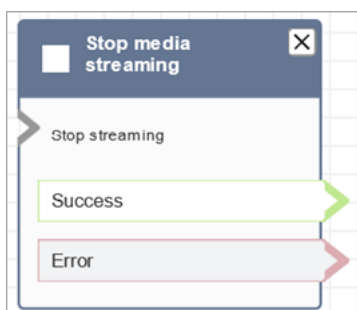 Stop media
streaming
Stop streaming
Success
Error